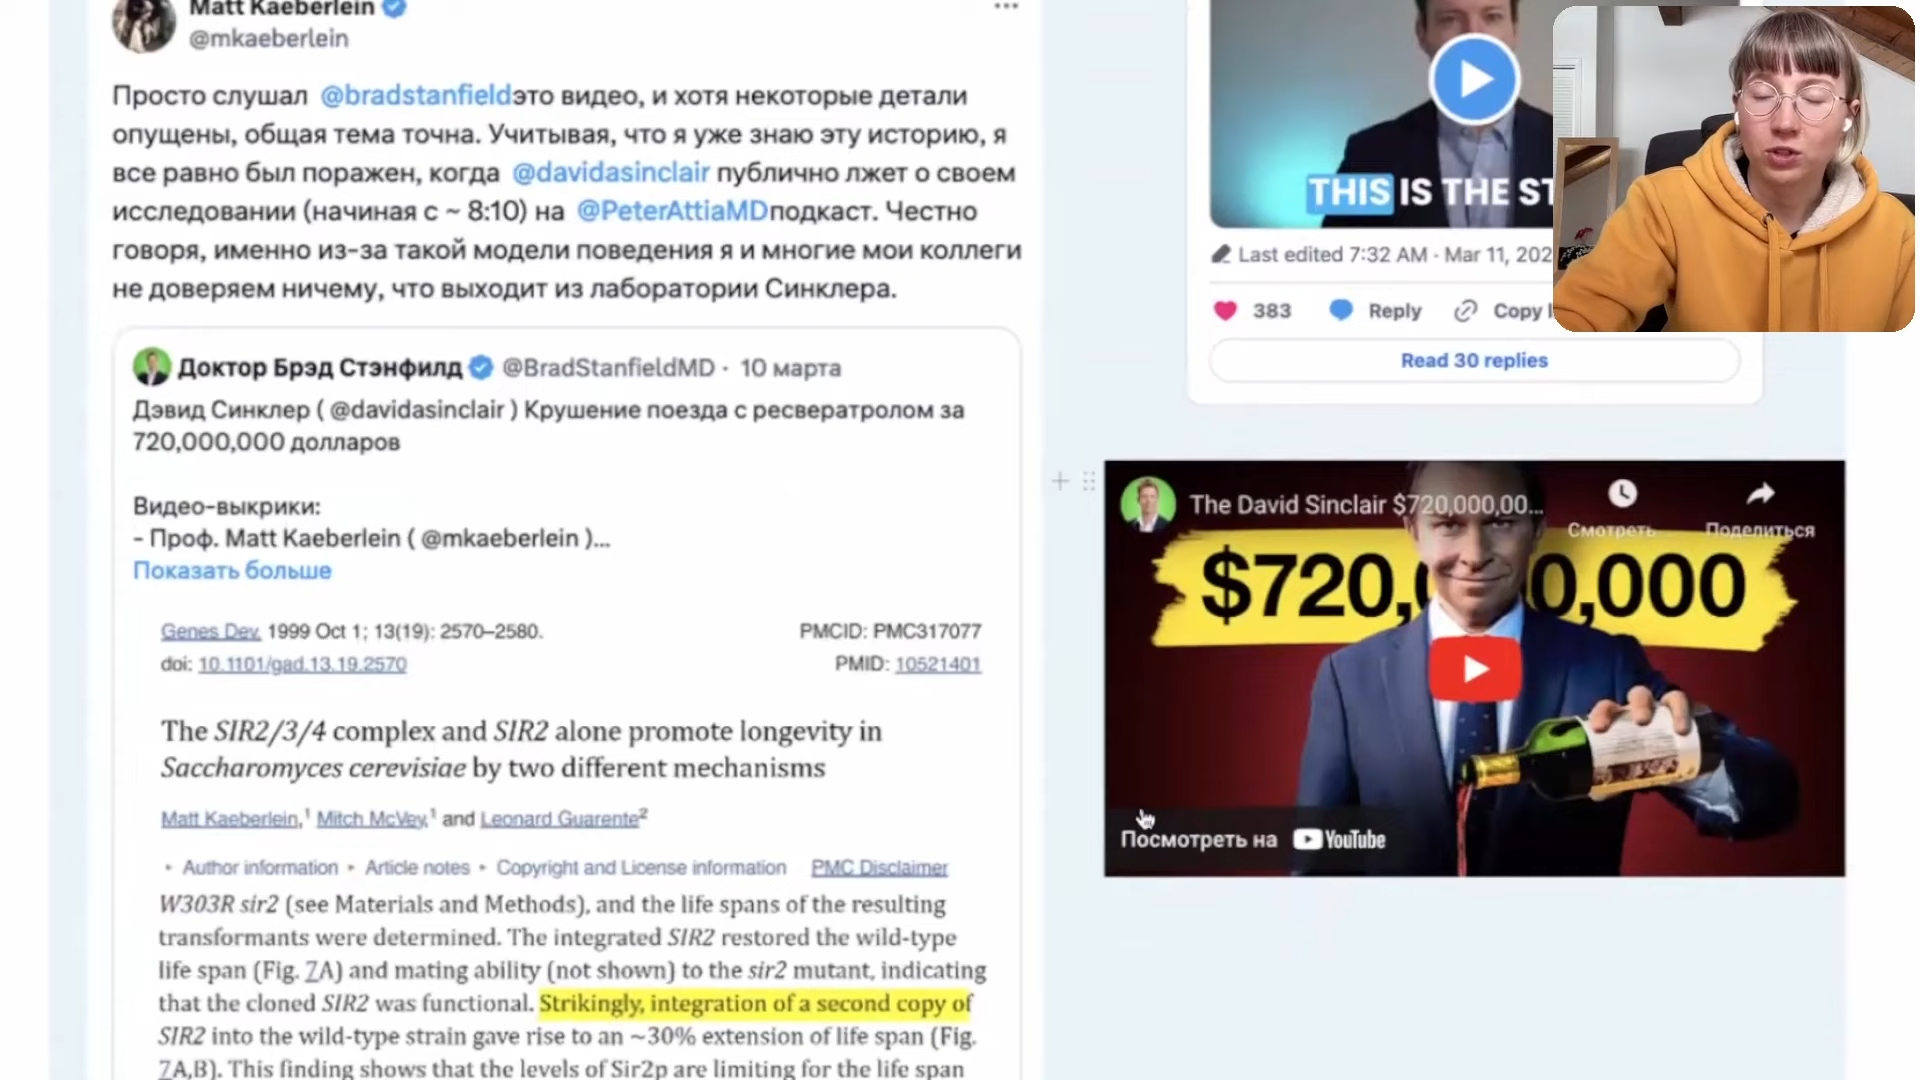 Matt Kaeberlein
@mkaeberlein
Просто слушал @bradstanfieldэто видео, и хотя некоторые детали
опущены, общая тема точна. Учитывая, что я уже знаю эту историю, я
все равно был поражен, когда @davidasinclair публично лжет о своем
исследовании (начиная с ~ 8:10) на @PeterAttiaMDподкаст. Честно
говоря, именно из-за такой модели поведения я и многие мои коллеги
не доверяем ничему, что выходит из лаборатории Синклера.
Доктор Брэд Стэнфилд @BradStanfieldMD · 10 марта
Дэвид Синклер ( @davidasinclair ) Крушение поезда с ресвератролом за
720,000,000 долларов
Видео-выкрики:
- Проф. Matt Kaeberlein ( @mkaeberlein )...
Показать больше
Genes Dev. 1999 Oct 1; 13(19): 2570–2580.
PMCID: PMC317077
doi: 10.1101/gad.13.19.2570
PMID: 10521401
The SIR2/3/4 complex and SIR2 alone promote longevity in
Saccharomyces cerevisiae by two different mechanisms
Matt Kaeberlein,1 Mitch McVey,1 and Leonard Guarente2
• Author information • Article notes • Copyright and License information PMC Disclaimer
W303R sir2 (see Materials and Methods), and the life spans of the resulting
transformants were determined. The integrated SIR2 restored the wild-type
life span (Fig. 7A) and mating ability (not shown) to the sir2 mutant, indicating
that the cloned SIR2 was functional. Strikingly, integration of a second copy of
SIR2 into the wild-type strain gave rise to an ~30% extension of life span (Fig.
7A,B). This finding shows that the levels of Sir2p are limiting for the life span
THIS IS THE ST
Last edited 7:32 AM · Mar 11, 202
383 Reply Copy l
Read 30 replies
The David Sinclair $720,000,00...
Смотреть
Поделиться
$720, 0,000
Посмотреть на YouTube